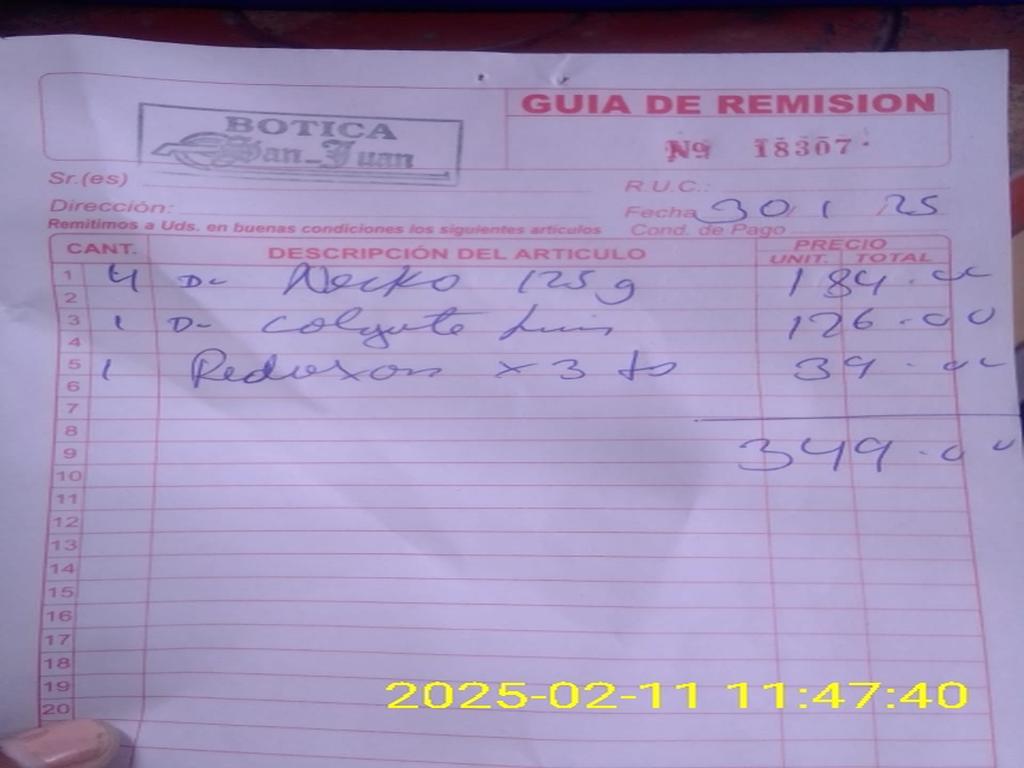 BOTICA
San-Juan
GUIA DE REMISION
Nº 18307
Sr.(es)
R.U.C.:
Dirección:
Fecha 30/ 1 /25
Remitimos a Uds. en buenas condiciones los siguientes articulos
Cond. de Pago
CANT. DESCRIPCIÓN DEL ARTICULO PRECIO
UNIT. TOTAL
1 4 D- Necko 125 g 184.00
2
3 1 D- Colgate 126.00
4
5 1 Redoxon x 3 39.00
6
7
8
9 349.00
10
11
12
13
14
15
16
17
18
19
20
2025-02-11 11:47:40